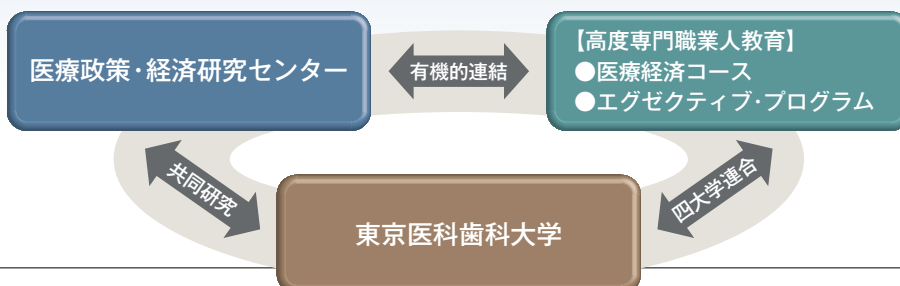 医療政策・経済研究センター
有機的連結
【高度専門職業人教育】
●医療経済コース
●エグゼクティブ・プログラム
共同研究
四大学連合
東京医科歯科大学